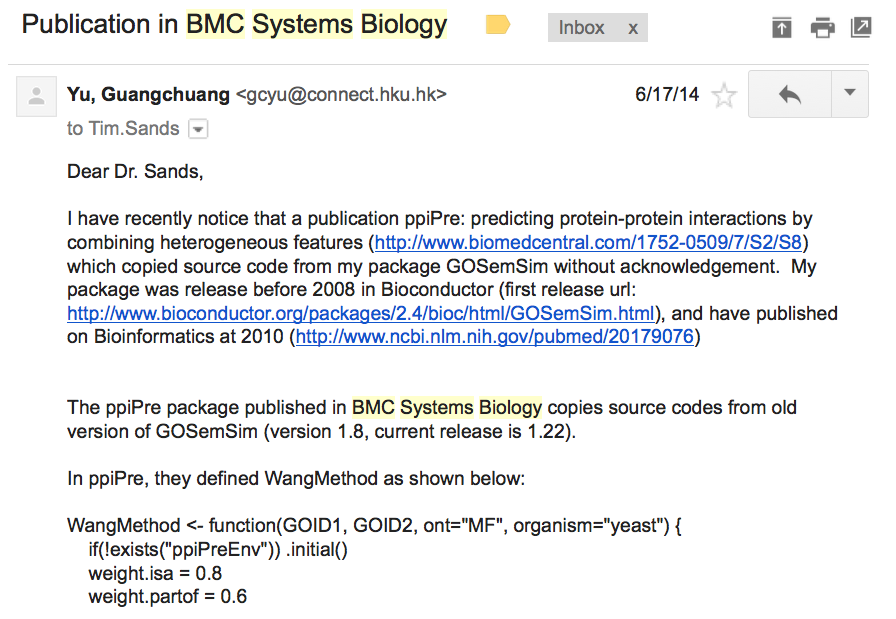 Publication in BMC Systems Biology
Inbox x
Yu, Guangchuang <gcyu@connect.hku.hk>
6/17/14
to Tim.Sands
Dear Dr. Sands,
I have recently notice that a publication ppiPre: predicting protein-protein interactions by
combining heterogeneous features (http://www.biomedcentral.com/1752-0509/7/S2/S8)
which copied source code from my package GOSemSim without acknowledgement.  My
package was release before 2008 in Bioconductor (first release url:
http://www.bioconductor.org/packages/2.4/bioc/html/GOSemSim.html), and have published
on Bioinformatics at 2010 (http://www.ncbi.nlm.nih.gov/pubmed/20179076)
The ppiPre package published in BMC Systems Biology copies source codes from old
version of GOSemSim (version 1.8, current release is 1.22).
In ppiPre, they defined WangMethod as shown below:
WangMethod <- function(GOID1, GOID2, ont="MF", organism="yeast") {
if(!exists("ppiPreEnv")) .initial()
weight.isa = 0.8
weight.partof = 0.6